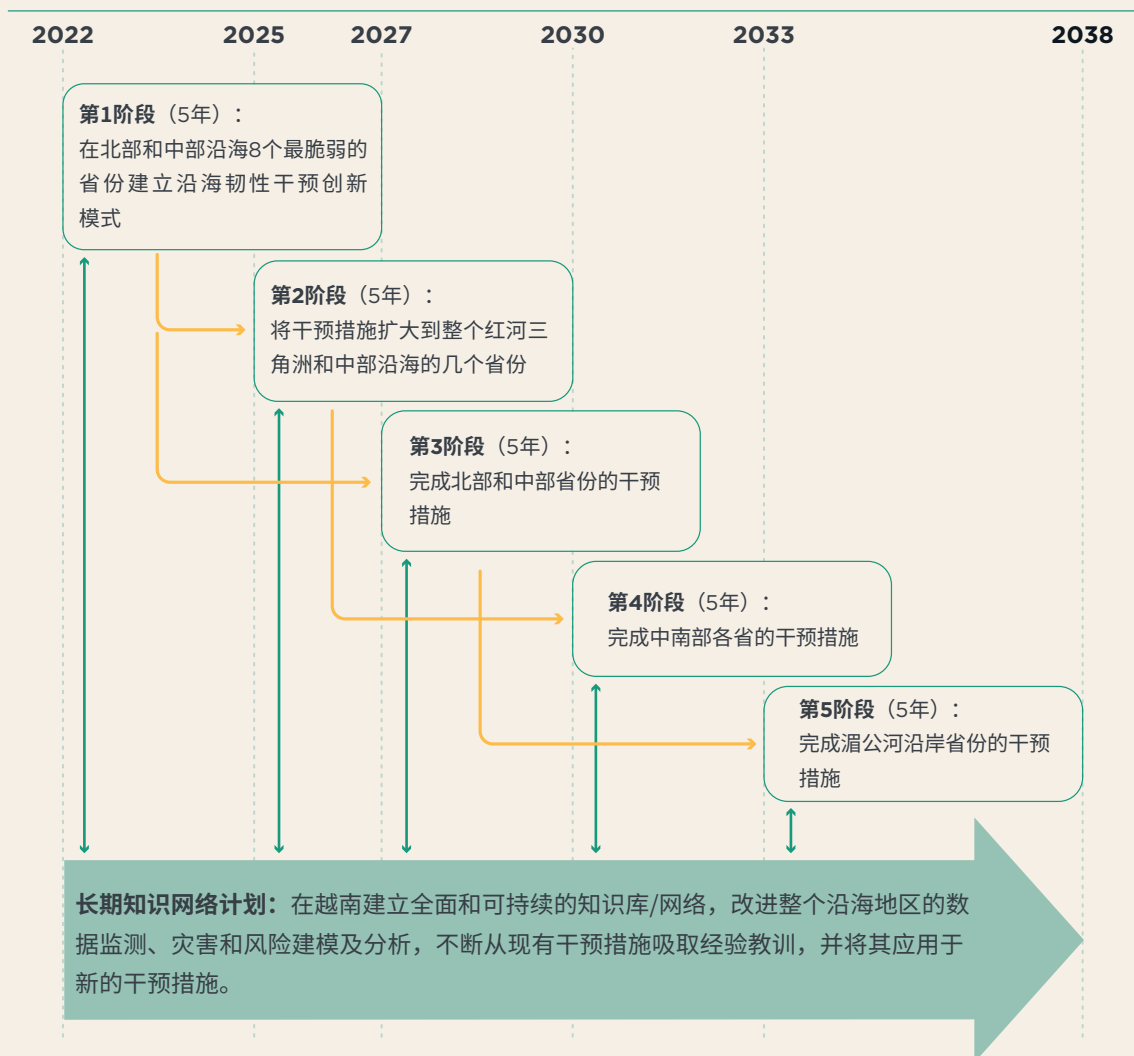 2022 2025 2027 2030 2033 2038
第1阶段（5年）：
在北部和中部沿海8个最脆弱的
省份建立沿海韧性干预创新
模式
第2阶段（5年）：
将干预措施扩大到整个红河三
角洲和中部沿海的几个省份
第3阶段（5年）：
完成北部和中部省份的干预
措施
第4阶段（5年）：
完成中南部各省的干预措施
第5阶段（5年）：
完成湄公河沿岸省份的干预
措施
长期知识网络计划：在越南建立全面和可持续的知识库/网络，改进整个沿海地区的数
据监测、灾害和风险建模及分析，不断从现有干预措施吸取经验教训，并将其应用于
新的干预措施。